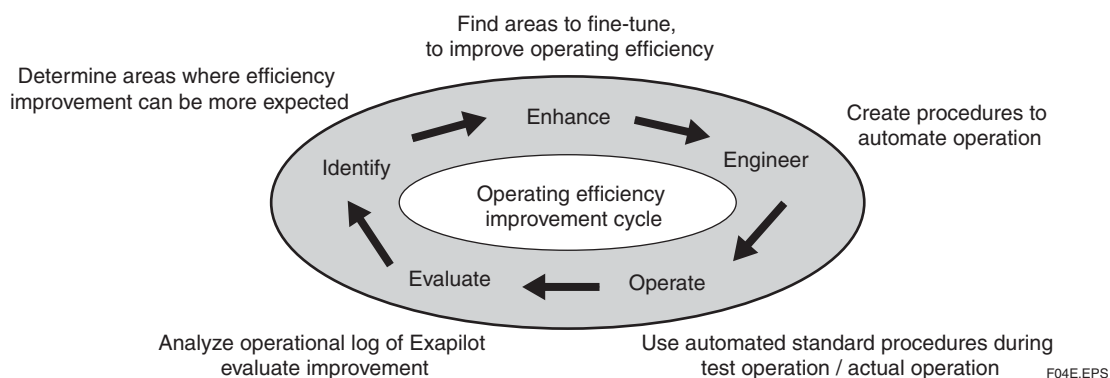 Find areas to fine-tune,
to improve operating efficiency
Determine areas where efficiency
improvement can be more expected
Enhance
Create procedures to
automate operation
Engineer
Identify
Operating efficiency
improvement cycle
Evaluate
Operate
Analyze operational log of Exapilot
evaluate improvement
Use automated standard procedures during
test operation / actual operation
F04E.EPS